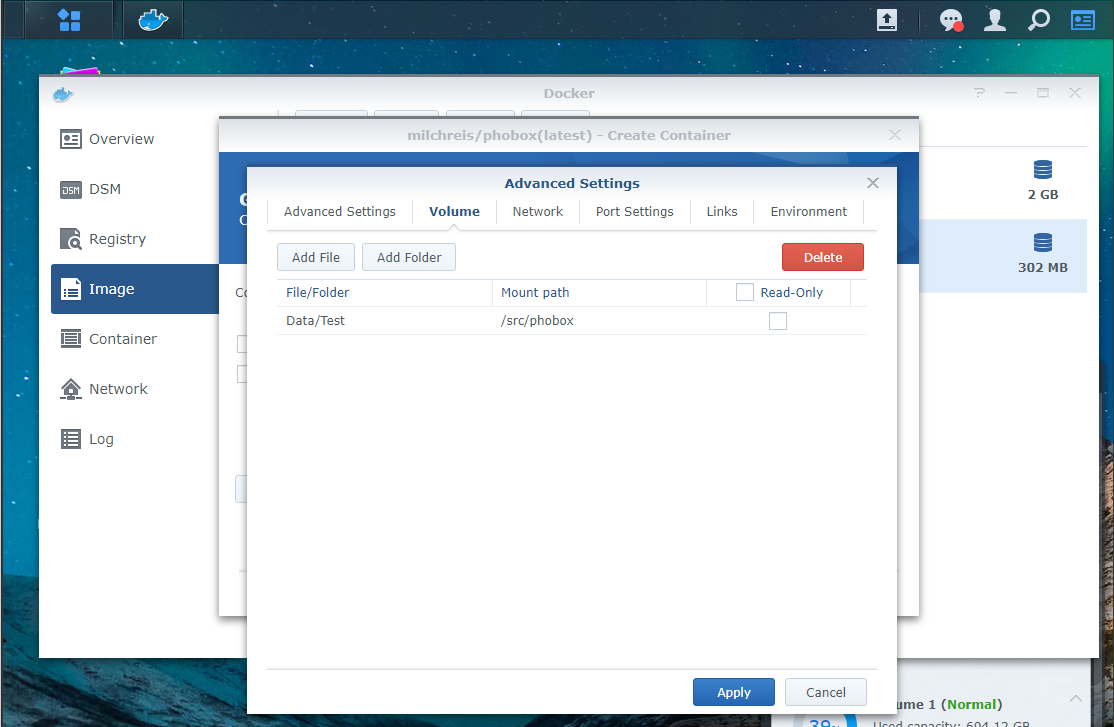 Docker
Overview
DSM
DSM
Registry
Image
Container
Network
Log
2 GB
302 MB
milchreis/phobox(latest) - Create Container
Advanced Settings
Advanced Settings Volume Network Port Settings Links Environment
Add File Add Folder Delete
File/Folder Mount path Read-Only
Data/Test /src/phobox
Apply Cancel
ume 1 (Normal)
39%
Used capacity: 694.12 GB